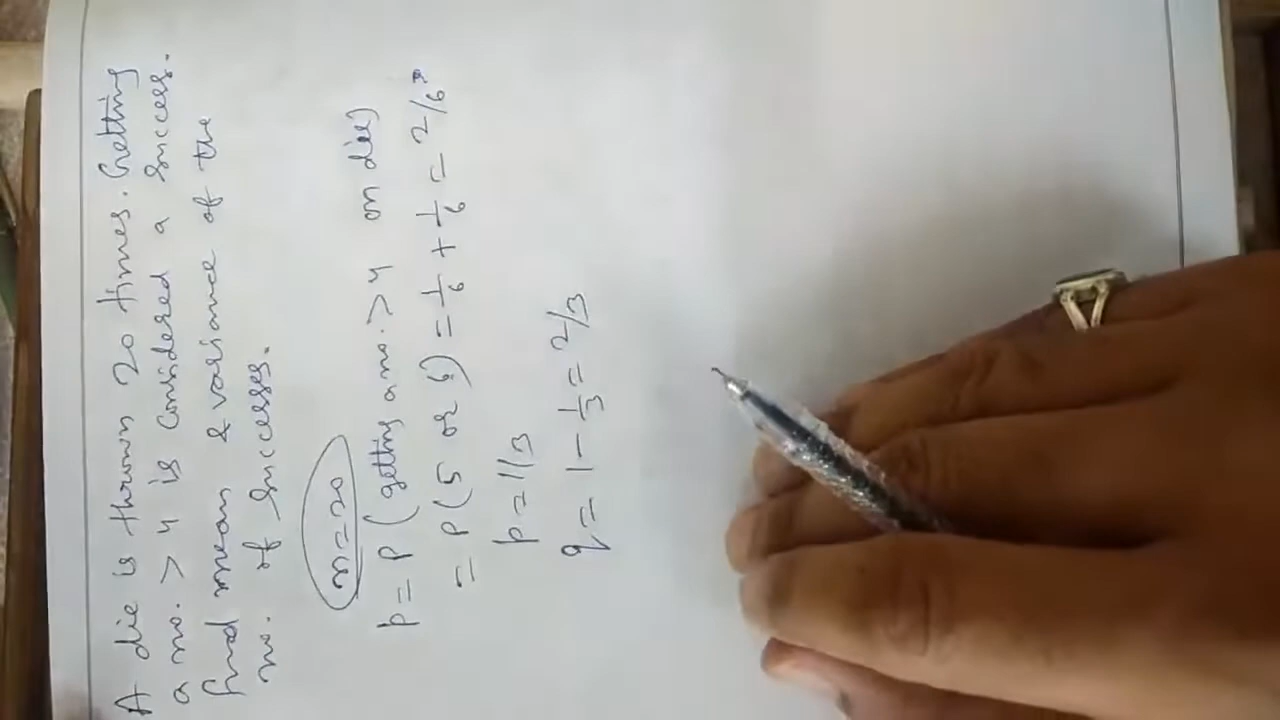 A die is thrown 20 times. Getting
a no. > 4 is considered a success.
find mean & variance of the
no. of successes.
n=20
p = P (getting a no. > 4 on die)
= P(5 or 6) = 1/6 + 1/6 = 2/6
p = 1/3
q = 1 - 1/3 = 2/3